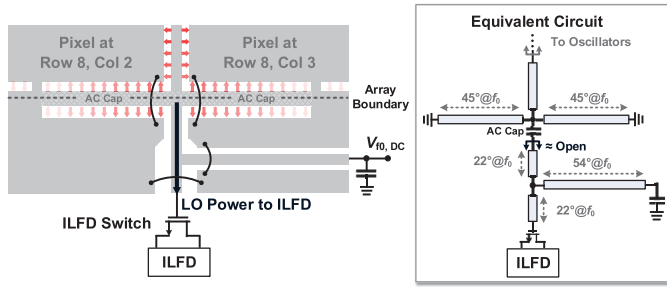 Pixel at
Row 8, Col 2
Pixel at
Row 8, Col 3
AC Cap
AC Cap
Array
Boundary
Vf0, DC
LO Power to ILFD
ILFD Switch
ILFD
Equivalent Circuit
To Oscillators
45°@f0
45°@f0
AC Cap
≈ Open
22°@f0
54°@f0
22°@f0
ILFD